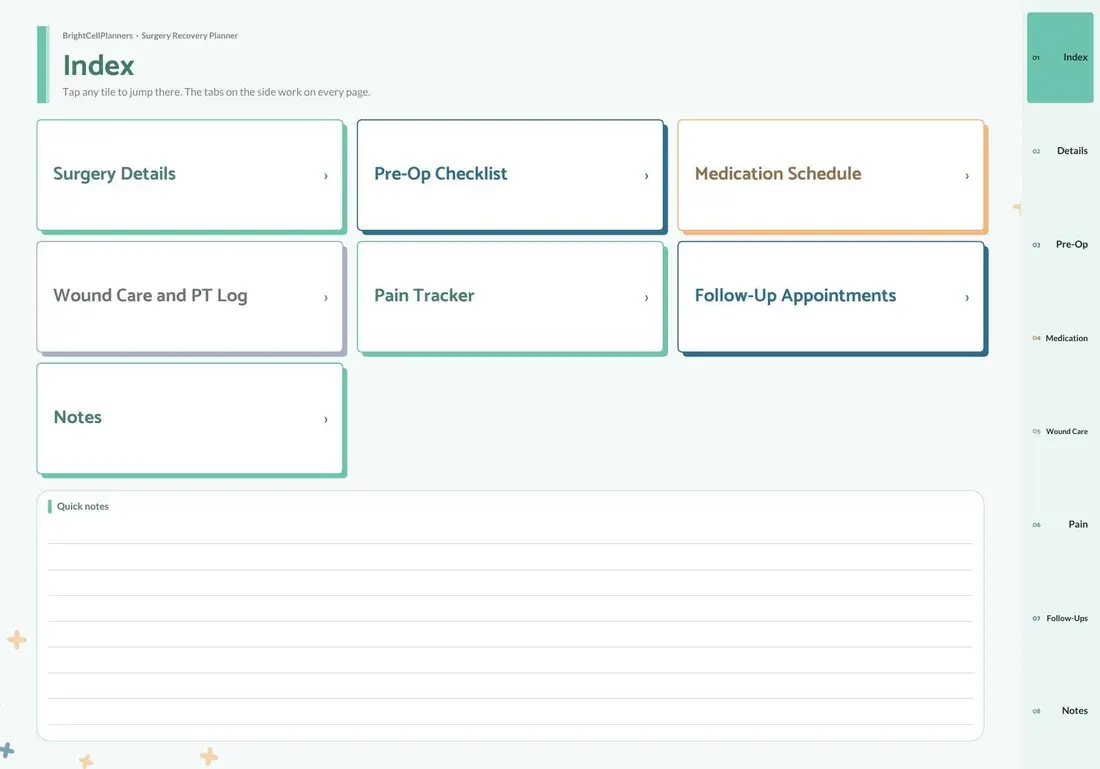 BrightCellPlanners • Surgery Recovery Planner
Index
Tap any tile to jump there. The tabs on the side work on every page.
Surgery Details ›
Pre-Op Checklist ›
Medication Schedule ›
Wound Care and PT Log ›
Pain Tracker ›
Follow-Up Appointments ›
Notes ›
Quick notes
01 Index
02 Details
03 Pre-Op
04 Medication
05 Wound Care
06 Pain
07 Follow-Ups
08 Notes